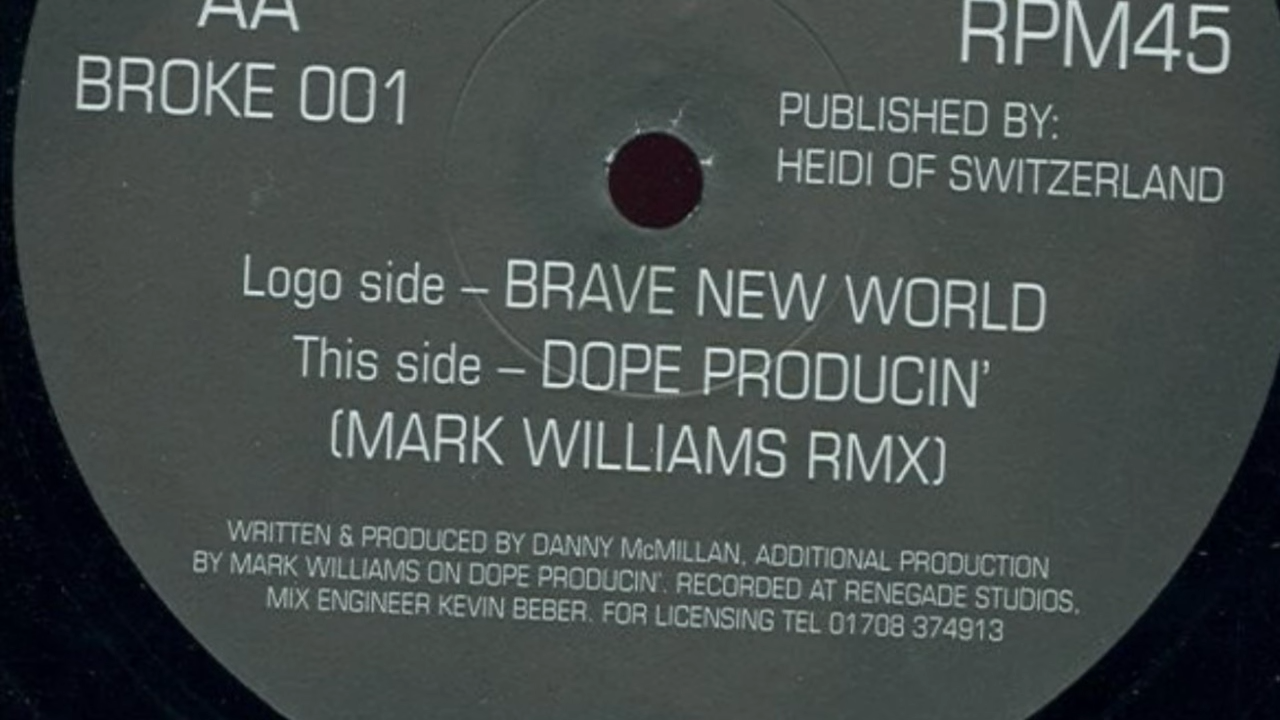 AA
RPM45
BROKE 001
PUBLISHED BY:
HEIDI OF SWITZERLAND
Logo side – BRAVE NEW WORLD
This side – DOPE PRODUCIN'
(MARK WILLIAMS RMX)
WRITTEN & PRODUCED BY DANNY McMILLAN, ADDITIONAL PRODUCTION
BY MARK WILLIAMS ON DOPE PRODUCIN'. RECORDED AT RENEGADE STUDIOS,
MIX ENGINEER KEVIN BEBER. FOR LICENSING TEL 01708 374913